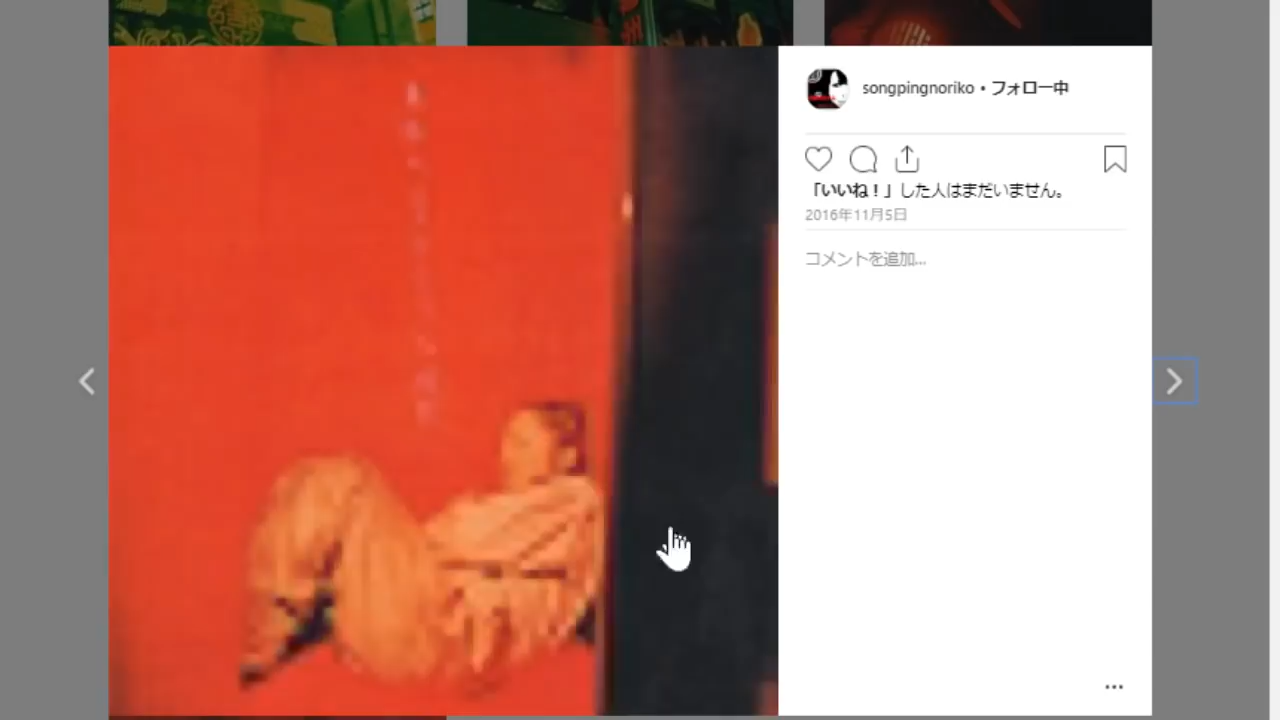 songpingnoriko • フォロー中
「いいね！」した人はまだいません。
2016年11月5日
コメントを追加...